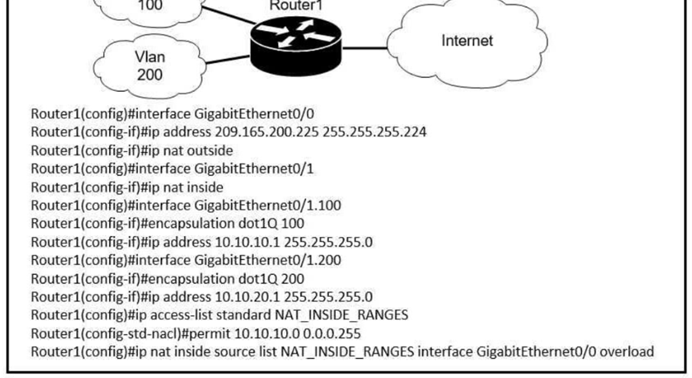 100
Router1
Vlan
200
Internet
Router1(config)#interface GigabitEthernet0/0
Router1(config-if)#ip address 209.165.200.225 255.255.255.224
Router1(config-if)#ip nat outside
Router1(config-if)#interface GigabitEthernet0/1
Router1(config-if)#ip nat inside
Router1(config-if)#interface GigabitEthernet0/1.100
Router1(config-if)#encapsulation dot1Q 100
Router1(config-if)#ip address 10.10.10.1 255.255.255.0
Router1(config-if)#interface GigabitEthernet0/1.200
Router1(config-if)#encapsulation dot1Q 200
Router1(config-if)#ip address 10.10.20.1 255.255.255.0
Router1(config)#ip access-list standard NAT_INSIDE_RANGES
Router1(config-std-nacl)#permit 10.10.10.0 0.0.0.255
Router1(config)#ip nat inside source list NAT_INSIDE_RANGES interface GigabitEthernet0/0 overload